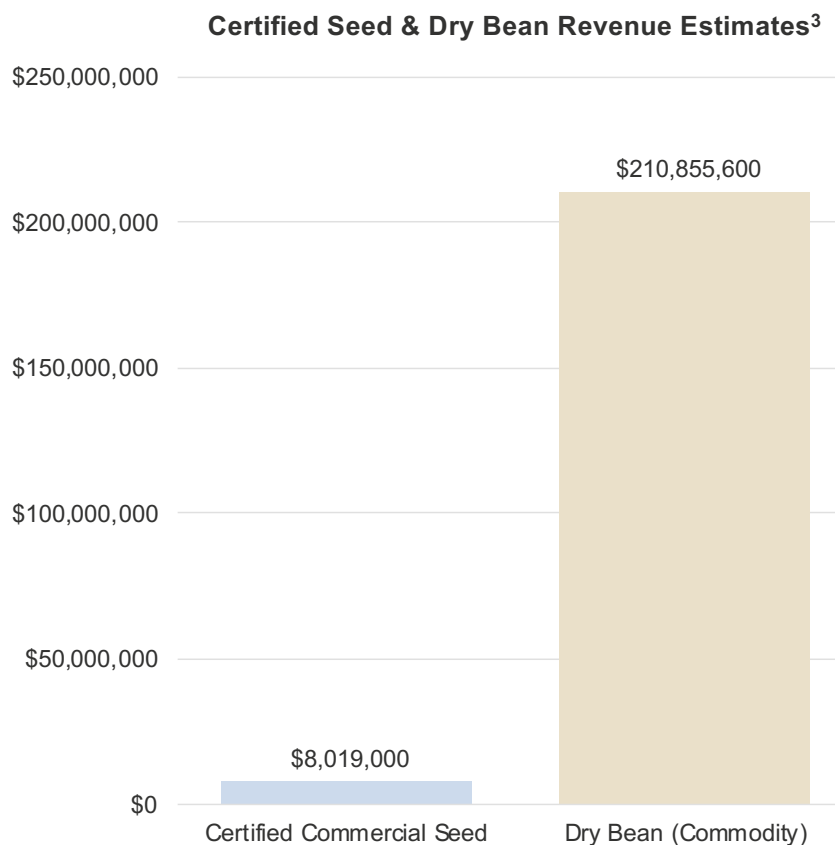 Certified Seed & Dry Bean Revenue Estimates³
$250,000,000
$210,855,600
$200,000,000
$150,000,000
$100,000,000
$50,000,000
$8,019,000
$0
Certified Commercial Seed
Dry Bean (Commodity)